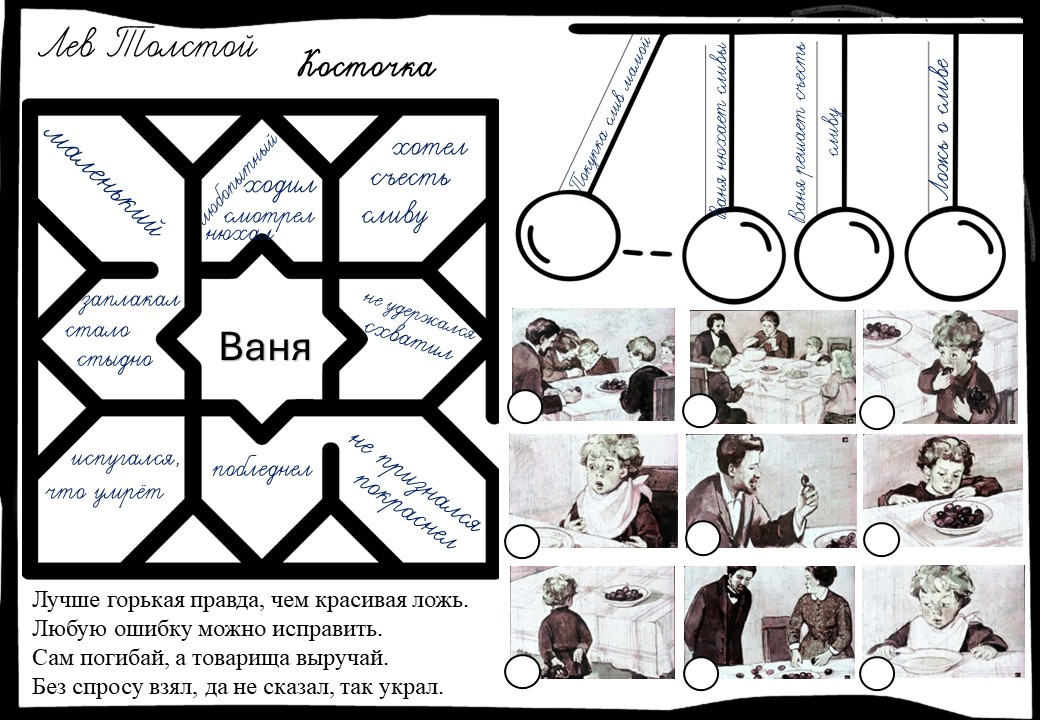 Лев Толстой
Косточка
маленький
любопытный
ходил
смотрел
нюхал
хотел
съесть
сливу
заплакал
стало
стыдно
Ваня
не удержался
схватил
испугался,
что умрёт
побледнел
не признался
покраснел
Покупка слив мамой
Ваня нюхает сливы
Ваня решает съесть
сливу
Ложь о сливе
Лучше горькая правда, чем красивая ложь.
Любую ошибку можно исправить.
Сам погибай, а товарища выручай.
Без спросу взял, да не сказал, так украл.